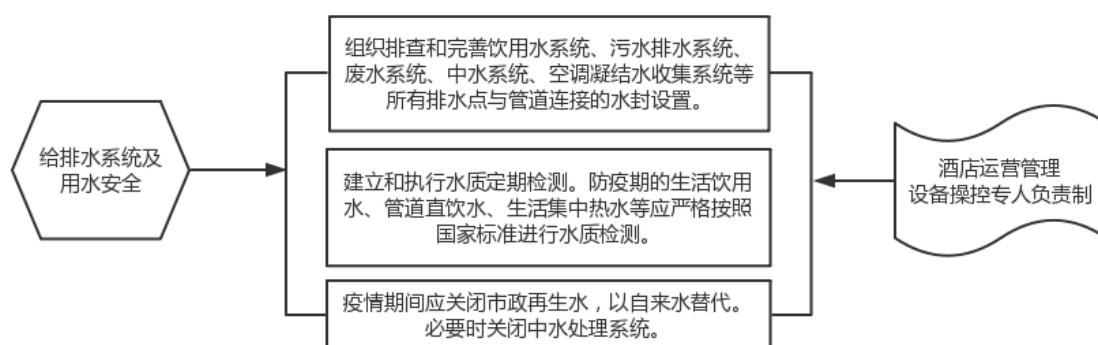 给排水系统及
用水安全
组织排查和完善饮用水系统、污水排水系统、
废水系统、中水系统、空调凝结水收集系统等
所有排水点与管道连接的水封设置。
建立和执行水质定期检测。防疫期的生活饮用
水、管道直饮水、生活集中热水等应严格按照
国家标准进行水质检测。
疫情期间应关闭市政再生水，以自来水替代。
必要时关闭中水处理系统。
酒店运营管理
设备操控专人负责制